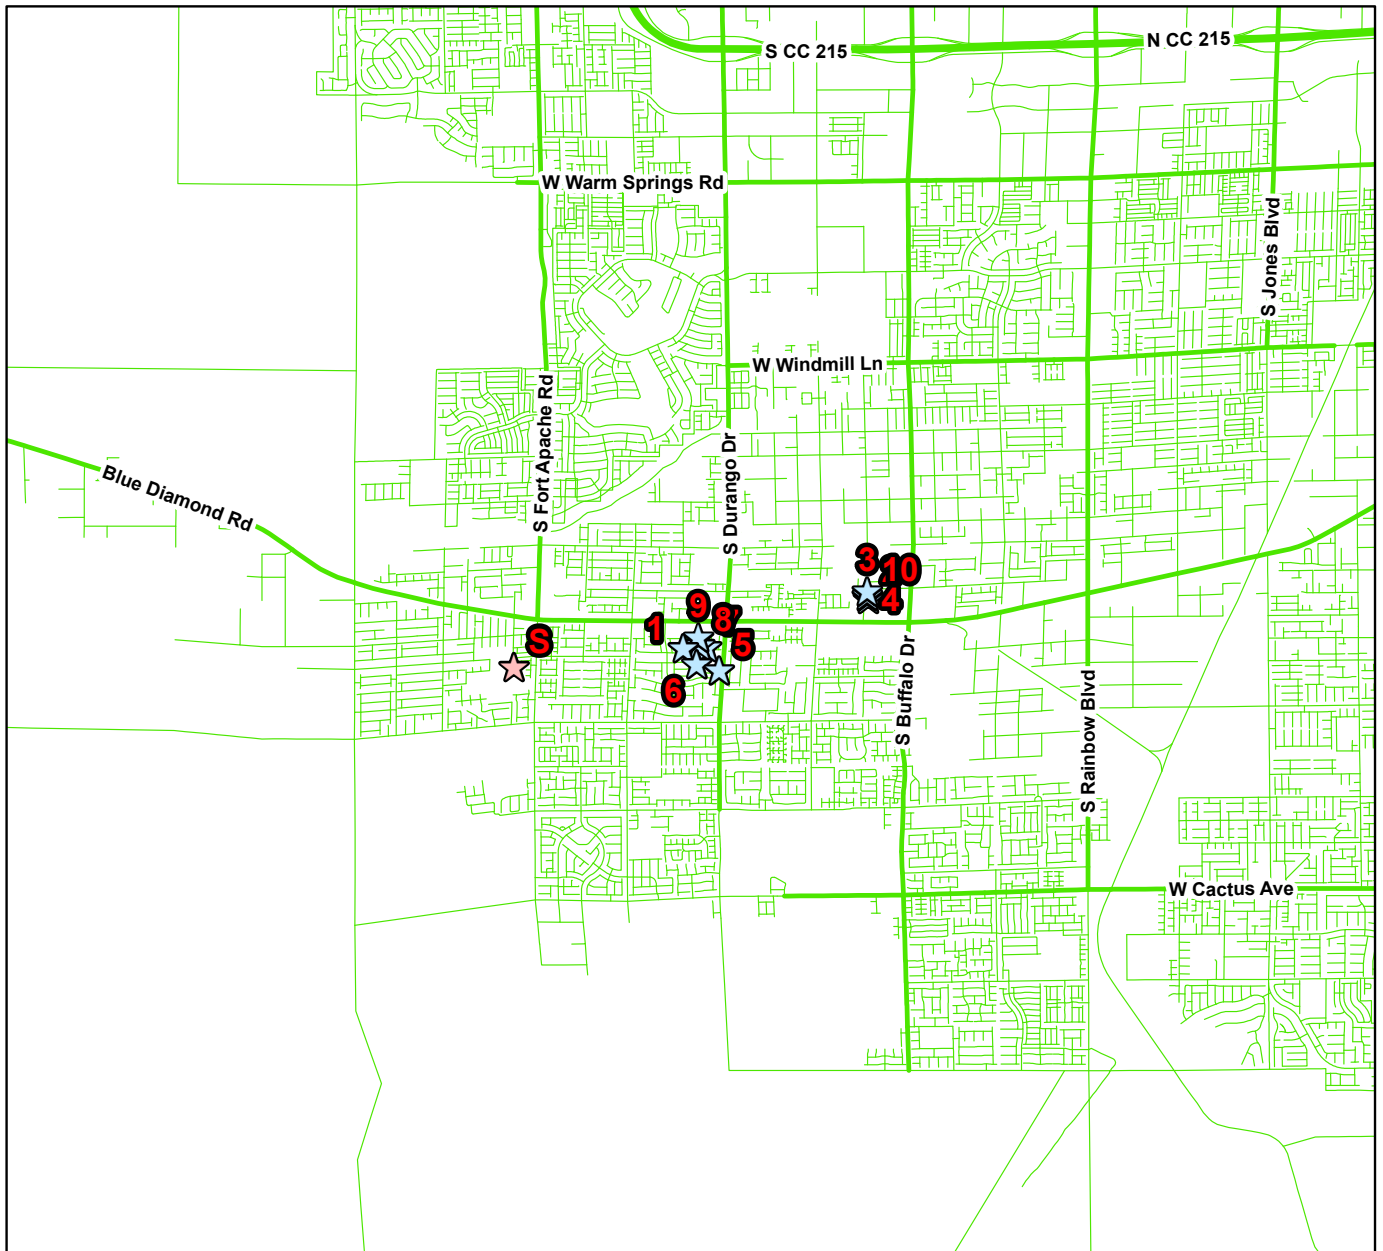 S CC 215
N CC 215
W Warm Springs Rd
S Jones Blvd
W Windmill Ln
S Fort Apache Rd
S Durango Dr
Blue Diamond Rd
3
10
4
9
8
1
S
5
6
S Buffalo Dr
S Rainbow Blvd
W Cactus Ave